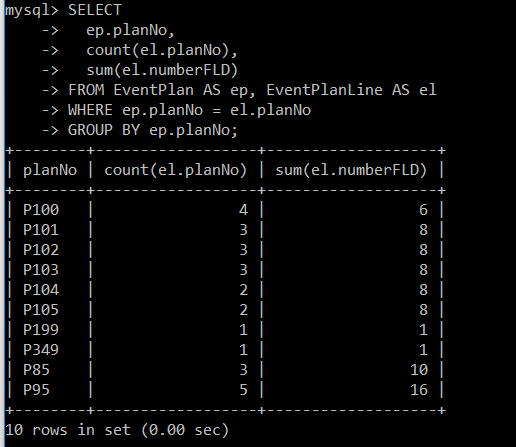 mysql> SELECT
    ->   ep.planNo,
    ->   count(el.planNo),
    ->   sum(el.numberFLD)
    -> FROM EventPlan AS ep, EventPlanLine AS el
    -> WHERE ep.planNo = el.planNo
    -> GROUP BY ep.planNo;
+--------+------------------+-------------------+
| planNo | count(el.planNo) | sum(el.numberFLD) |
+--------+------------------+-------------------+
| P100   |                4 |                 6 |
| P101   |                3 |                 8 |
| P102   |                3 |                 8 |
| P103   |                3 |                 8 |
| P104   |                2 |                 8 |
| P105   |                2 |                 8 |
| P199   |                1 |                 1 |
| P349   |                1 |                 1 |
| P85    |                3 |                10 |
| P95    |                5 |                16 |
+--------+------------------+-------------------+
10 rows in set (0.00 sec)